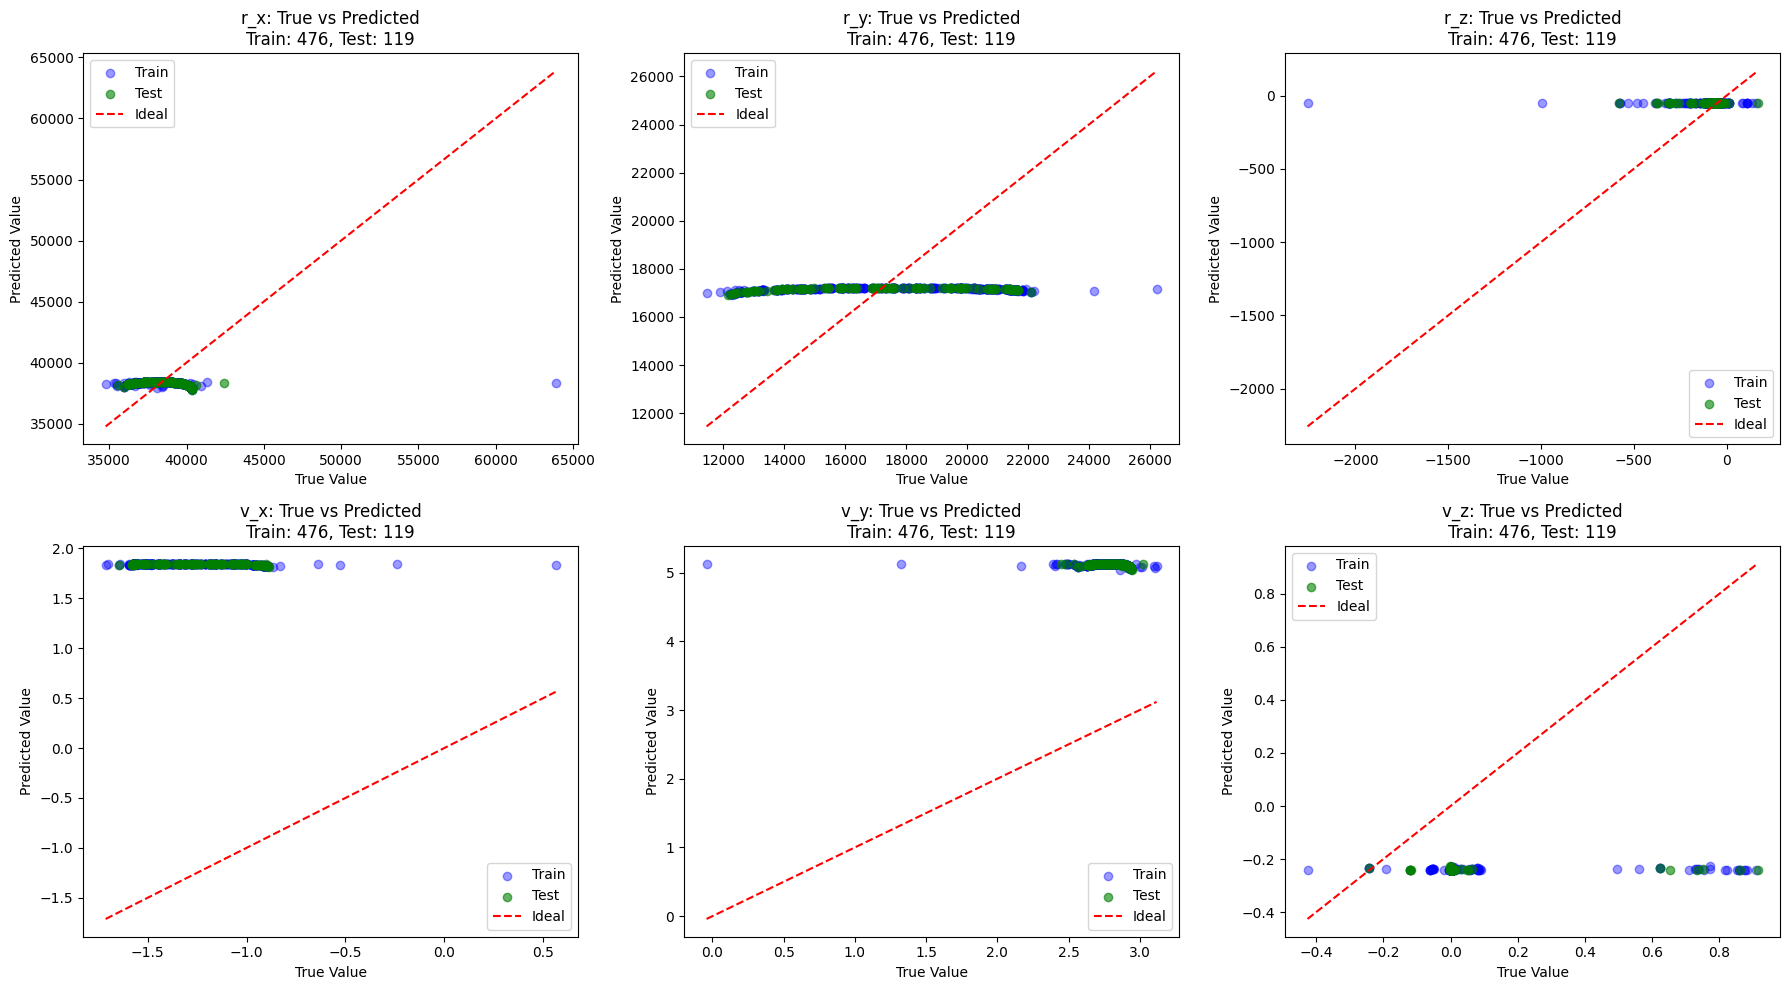 r_x: True vs Predicted
Train: 476, Test: 119
Train
Test
Ideal
65000
60000
55000
50000
45000
40000
35000
Predicted Value
35000 40000 45000 50000 55000 60000 65000
True Value
r_y: True vs Predicted
Train: 476, Test: 119
Train
Test
Ideal
26000
24000
22000
20000
18000
16000
14000
12000
Predicted Value
12000 14000 16000 18000 20000 22000 24000 26000
True Value
r_z: True vs Predicted
Train: 476, Test: 119
0
−500
−1000
−1500
−2000
Predicted Value
Train
Test
Ideal
−2000 −1500 −1000 −500 0
True Value
v_x: True vs Predicted
Train: 476, Test: 119
2.0
1.5
1.0
0.5
0.0
−0.5
−1.0
−1.5
Predicted Value
Train
Test
Ideal
−1.5 −1.0 −0.5 0.0 0.5
True Value
v_y: True vs Predicted
Train: 476, Test: 119
5
4
3
2
1
0
Predicted Value
Train
Test
Ideal
0.0 0.5 1.0 1.5 2.0 2.5 3.0
True Value
v_z: True vs Predicted
Train: 476, Test: 119
Train
Test
Ideal
0.8
0.6
0.4
0.2
0.0
−0.2
−0.4
Predicted Value
−0.4 −0.2 0.0 0.2 0.4 0.6 0.8
True Value